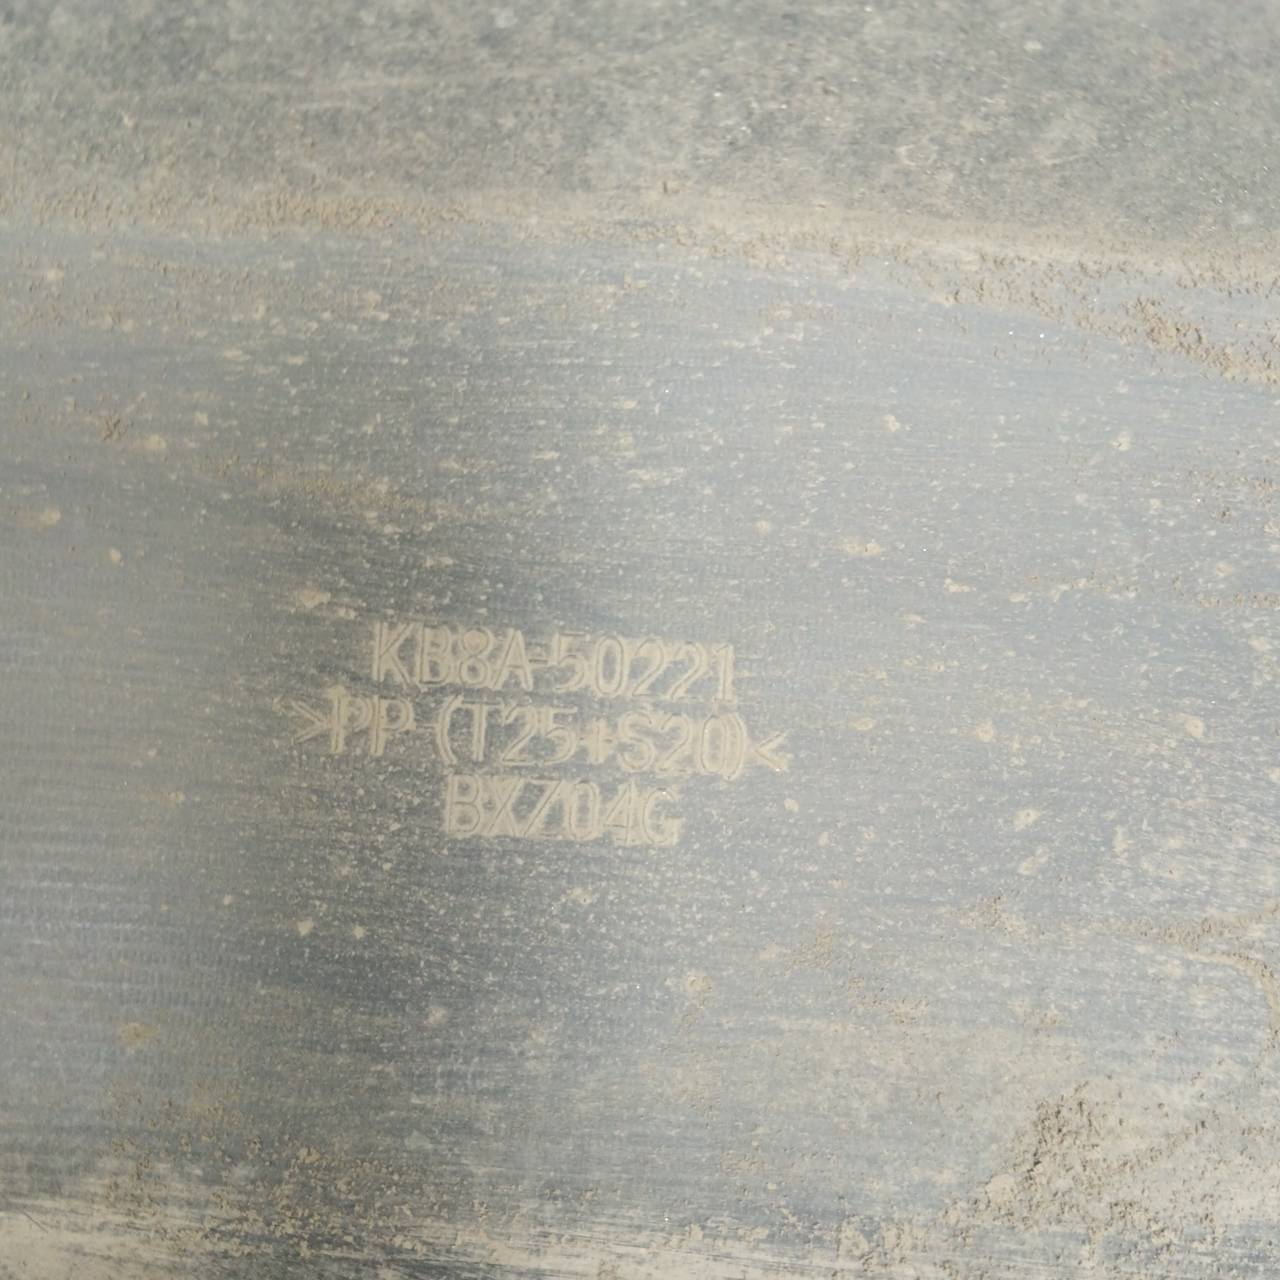 KB8A-50221
>PP-(T25+S20)<
BXZ04G